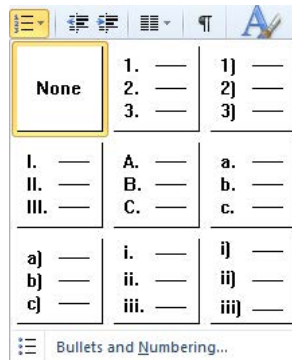 None
1.
2.
3.
1)
2)
3)
I.
II.
III.
A.
B.
C.
a.
b.
c.
a)
b)
c)
i.
ii.
iii.
i)
ii)
iii)
Bullets and Numbering...